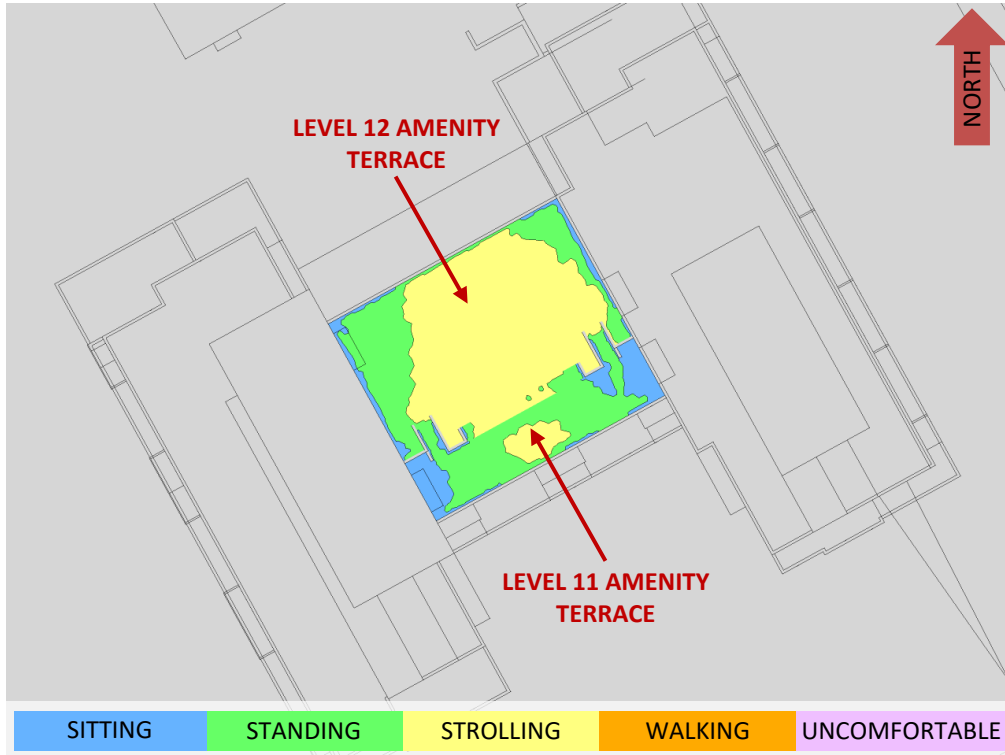 NORTH
LEVEL 12 AMENITY
TERRACE
LEVEL 11 AMENITY
TERRACE
SITTING
STANDING
STROLLING
WALKING
UNCOMFORTABLE